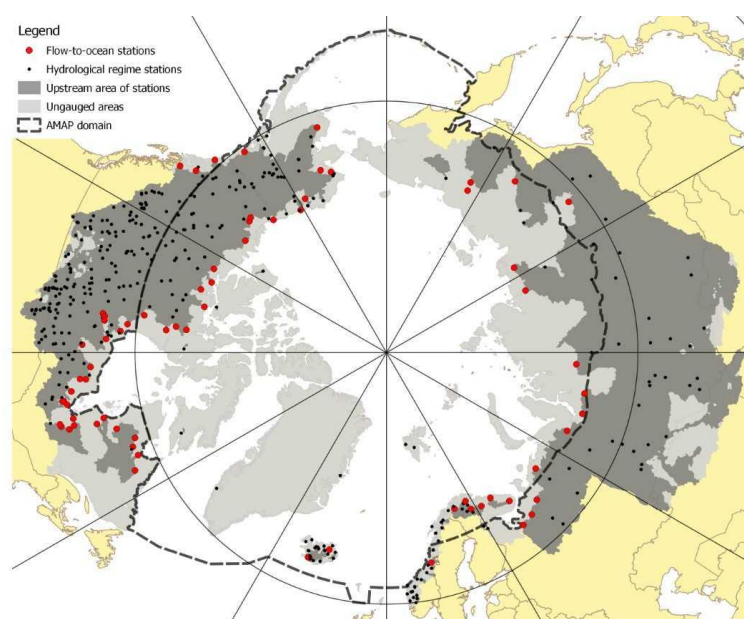 Legend
Flow-to-ocean stations
Hydrological regime stations
Upstream area of stations
Ungauged areas
AMAP domain